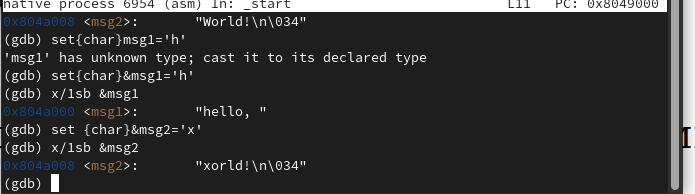 native process 6954 (asm) In: _start L11 PC: 0x8049000
0x804a008 <msg2>: "World!\n\034"
(gdb) set{char}msg1='h'
'msg1' has unknown type; cast it to its declared type
(gdb) set{char}&msg1='h'
(gdb) x/1sb &msg1
0x804a000 <msg1>: "hello, "
(gdb) set {char}&msg2='x'
(gdb) x/1sb &msg2
0x804a008 <msg2>: "xorld!\n\034"
(gdb)